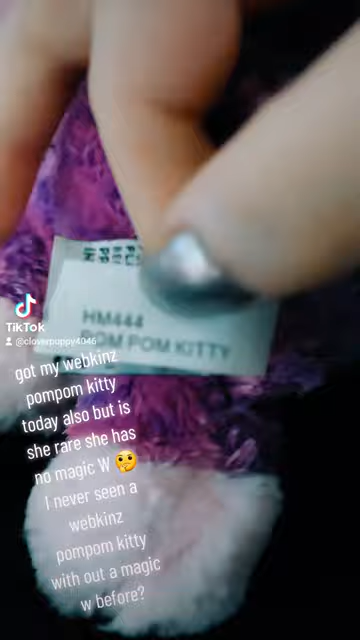 HM444
POM POM KITTY
TikTok
@cloverpuppy4046
got my webkinz
pompom kitty
today also but is
she rare she has
no magic W 🤔
I never seen a
webkinz
pompom kitty
with out a magic
w before?